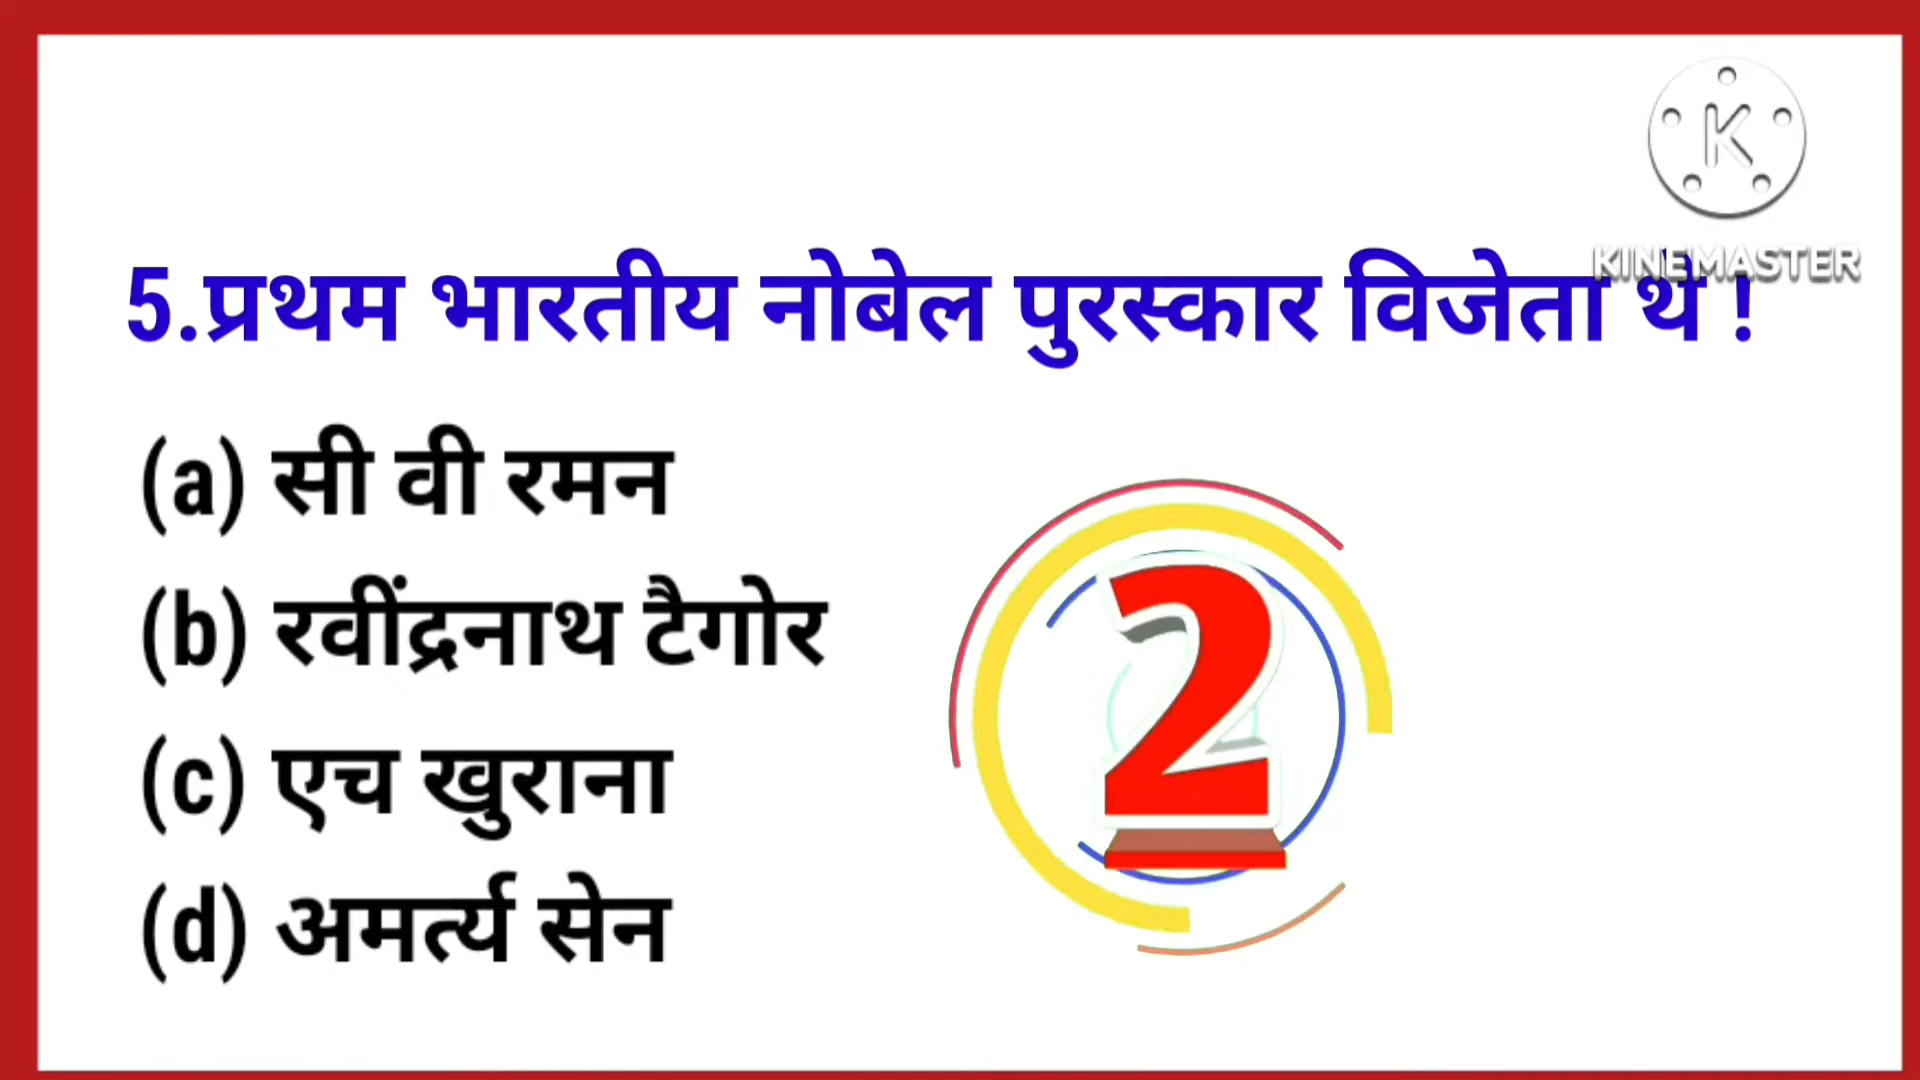 K
KINEMASTER
5.प्रथम भारतीय नोबेल पुरस्कार विजेता थे !
(a) सी वी रमन
(b) रवींद्रनाथ टैगोर
(c) एच खुराना
(d) अमर्त्य सेन
2